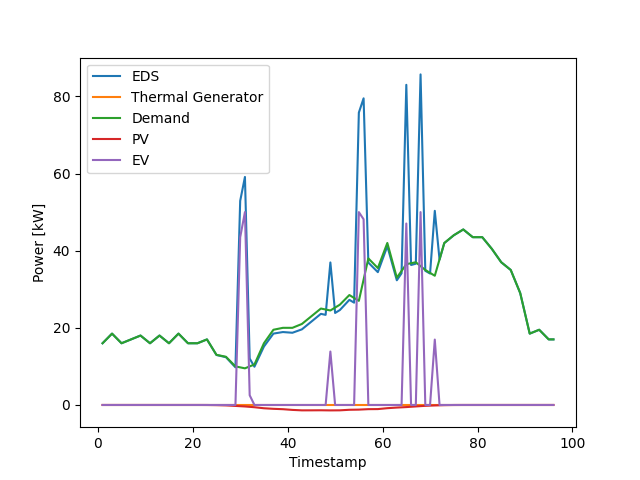 EDS
Thermal Generator
Demand
PV
EV
Power [kW]
80
60
40
20
0
0 20 40 60 80 100
Timestamp